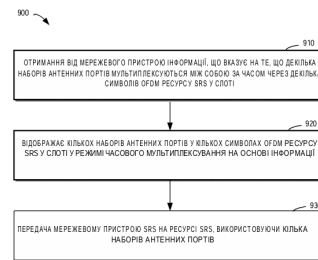 900
910
ОТРИМАННЯ ВІД МЕРЕЖЕВОГО ПРИСТРОЮ ІНФОРМАЦІЇ, ЩО ВКАЗУЄ НА ТЕ, ЩО ДЕКІЛЬКА
НАБОРІВ АНТЕННИХ ПОРТІВ МУЛЬТИПЛЕКСУЮТЬСЯ МІЖ СОБОЮ ЗА ЧАСОМ ЧЕРЕЗ ДЕКІЛЬКА
СИМВОЛІВ OFDM РЕСУРСУ SRS У СЛОТІ
920
ВІДОБРАЖАЄ КІЛЬКОХ НАБОРІВ АНТЕННИХ ПОРТІВ У КІЛЬКОХ СИМВОЛАХ OFDM РЕСУРСУ
SRS У СЛОТІ У РЕЖИМІ ЧАСОВОГО МУЛЬТИПЛЕКСУВАННЯ НА ОСНОВІ ІНФОРМАЦІЇ
930
ПЕРЕДАЧА МЕРЕЖЕВОМУ ПРИСТРОЮ SRS НА РЕСУРСІ SRS, ВИКОРИСТОВУЮЧИ КІЛЬКА
НАБОРІВ АНТЕННИХ ПОРТІВ